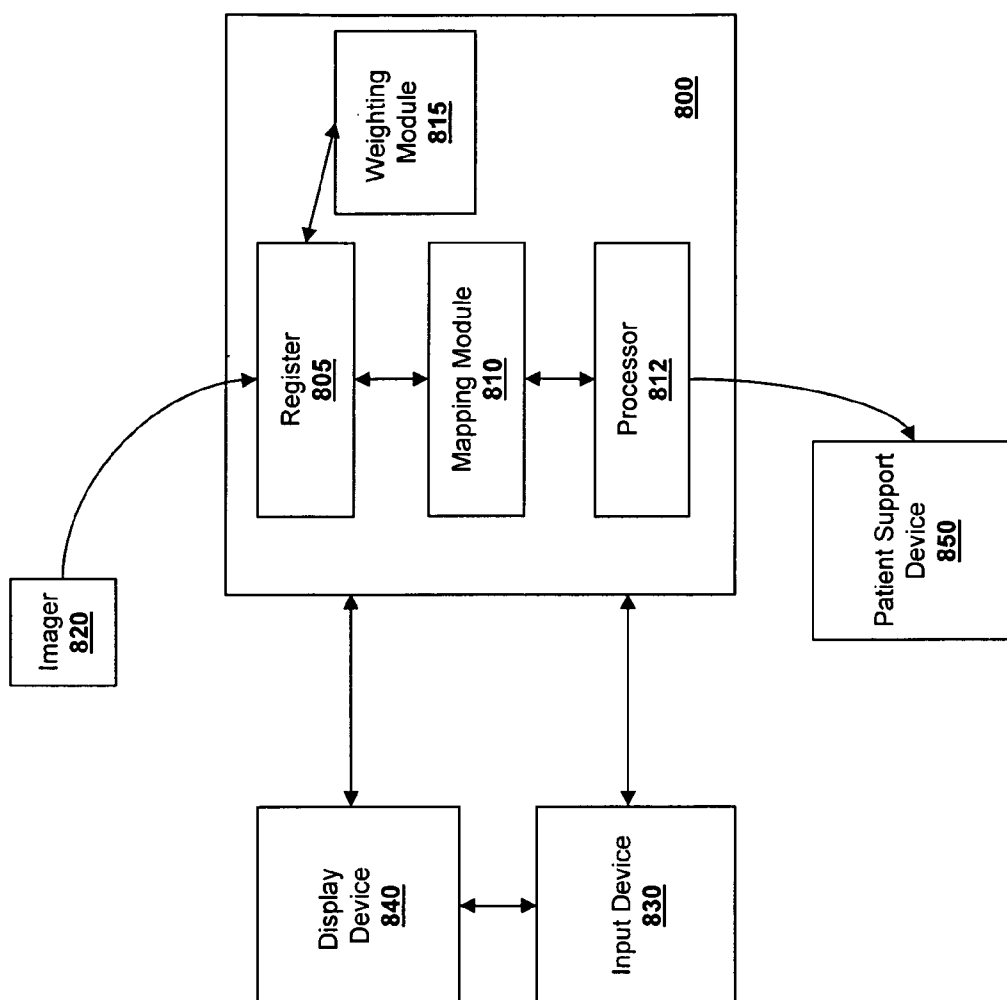 Imager
820
Weighting
Module
815
800
Register
805
Mapping Module
810
Processor
812
Display
Device
840
Input Device
830
Patient Support
Device
850